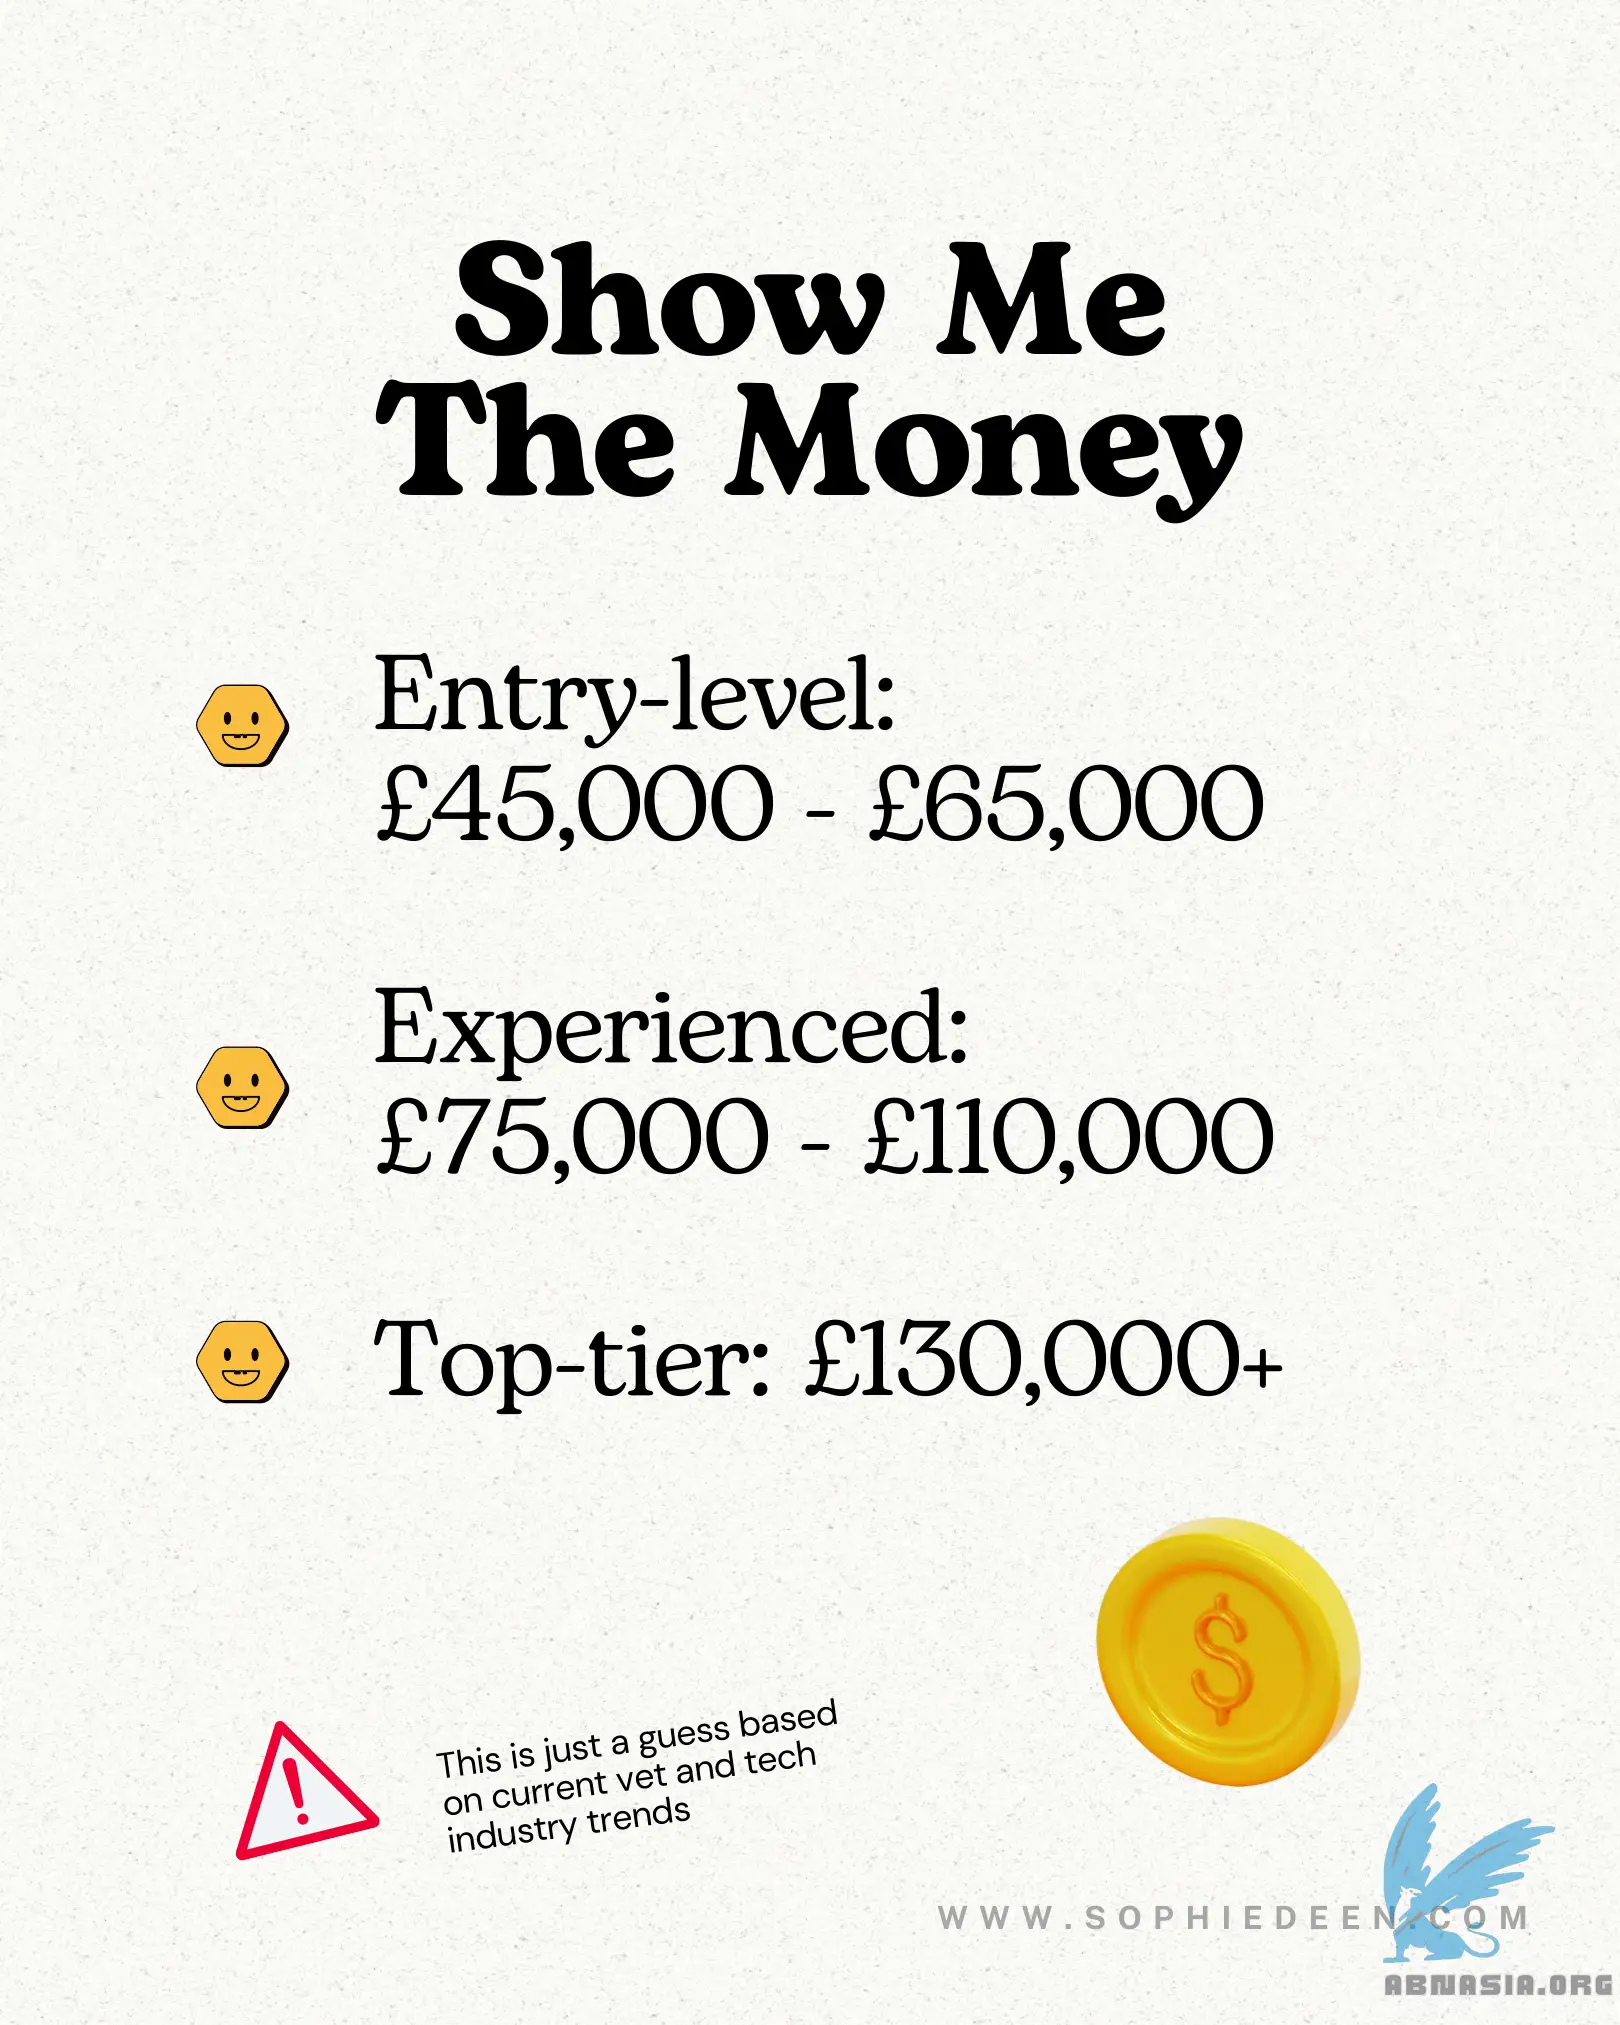 Show Me
The Money
Entry-level:
£45,000 - £65,000
Experienced:
£75,000 - £110,000
Top-tier: £130,000+
$
This is just a guess based
on current vet and tech
industry trends
WWW.SOPHIEDEEN.COM
ABNASIA.ORG